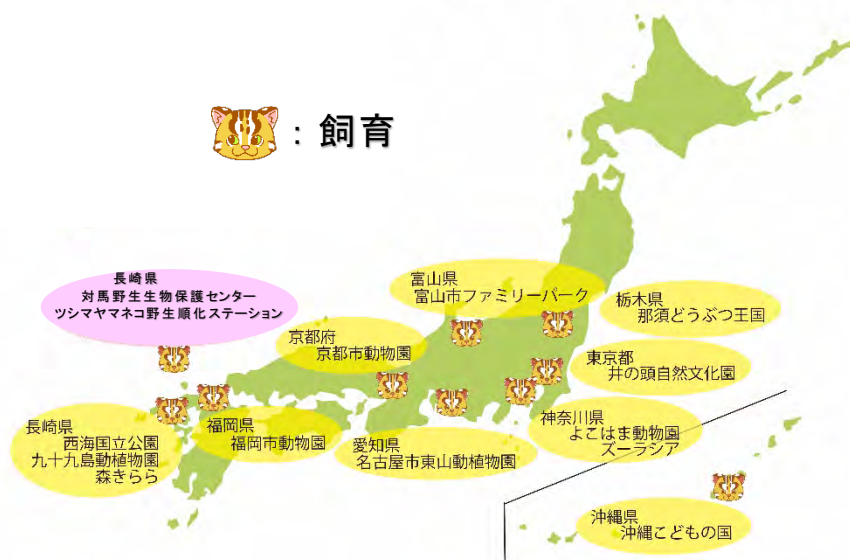 ：飼育
長崎県
対馬野生生物保護センター
ツシマヤマネコ野生順化ステーション
富山県
富山市ファミリーパーク
栃木県
那須どうぶつ王国
京都府
京都市動物園
東京都
井の頭自然文化園
長崎県
西海国立公園
九十九島動植物園
森きらら
福岡県
福岡市動物園
愛知県
名古屋市東山動植物園
神奈川県
よこはま動物園
ズーラシア
沖縄県
沖縄こどもの国